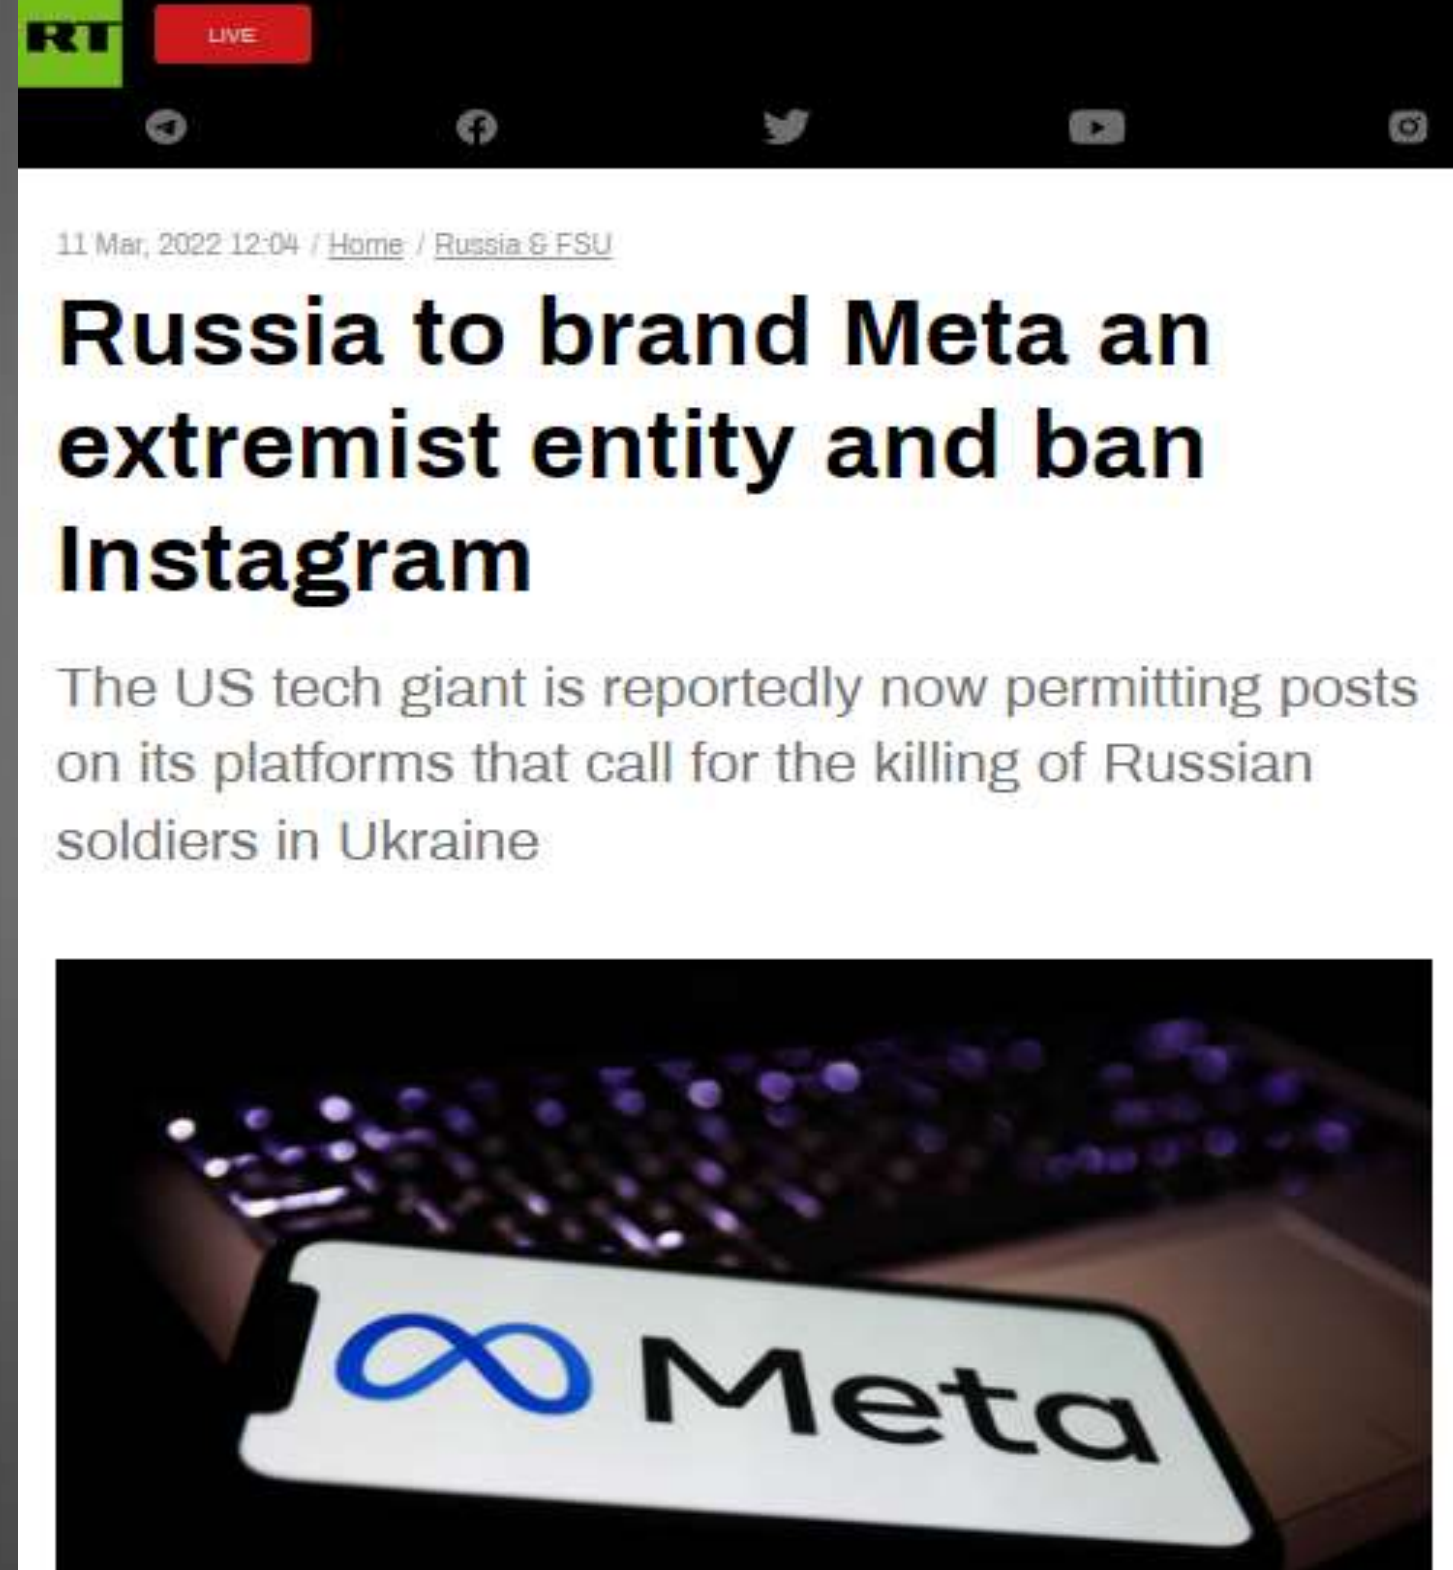 RT
LIVE
11 Mar, 2022 12:04 / Home / Russia & FSU
Russia to brand Meta an
extremist entity and ban
Instagram
The US tech giant is reportedly now permitting posts
on its platforms that call for the killing of Russian
soldiers in Ukraine
Meta